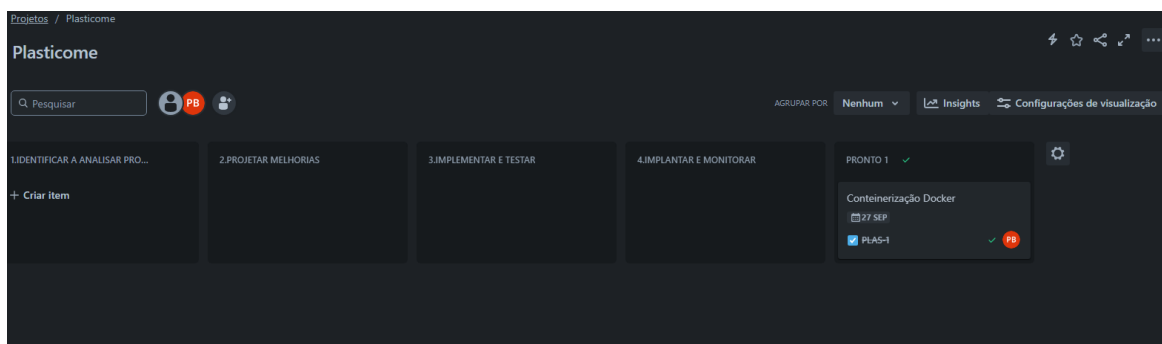 Projetos / Plasticome
Plasticome
Pesquisar
PB
AGRUPAR POR Nenhum Insights Configurações de visualização
1.IDENTIFICAR A ANALISAR PRO...
2.PROJETAR MELHORIAS
3.IMPLEMENTAR E TESTAR
4.IMPLANTAR E MONITORAR
PRONTO 1
+ Criar item
Conteinerização Docker
27 SEP
PLAS-1
PB